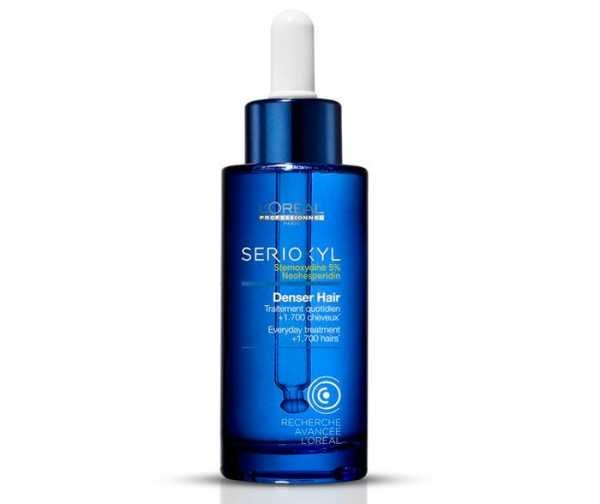 L'ORÉAL
PROFESSIONNEL
PARIS
SERIOXYL
Stemoxydine 5%
Neohesperidin
Denser Hair
Traitement quotidien
+1.700 cheveux*
Everyday treatment
+1.700 hairs*
RECHERCHE
AVANCÉE
L'ORÉAL